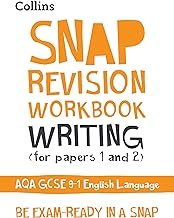 Collins
SNAP
REVISION
WORKBOOK
WRITING
(for papers 1 and 2)
AQA GCSE 9-1 English Language
BE EXAM-READY IN A SNAP